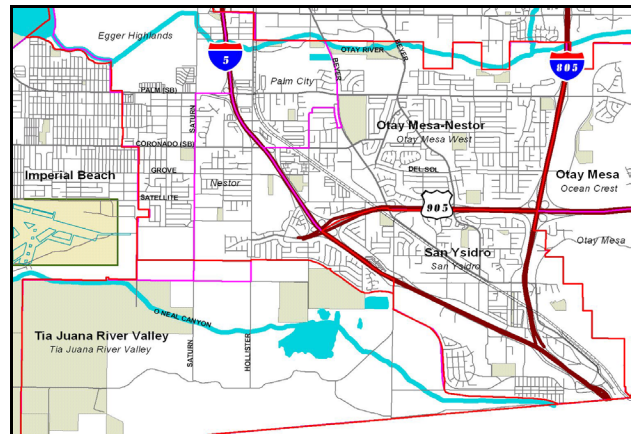 Egger Highlands
5
OTAY RIVER
BEYER
BEYER
805
Palm City
PALM (SB)
SATURN
Otay Mesa-Nestor
Otay Mesa West
CORONADO (SB)
GROVE
DEL SOL
Imperial Beach
Nestor
Otay Mesa
Ocean Crest
SATELLITE
905
Otay Mesa
San Ysidro
San Ysidro
O NEAL CANYON
Tia Juana River Valley
Tia Juana River Valley
SATURN
HOLLISTER